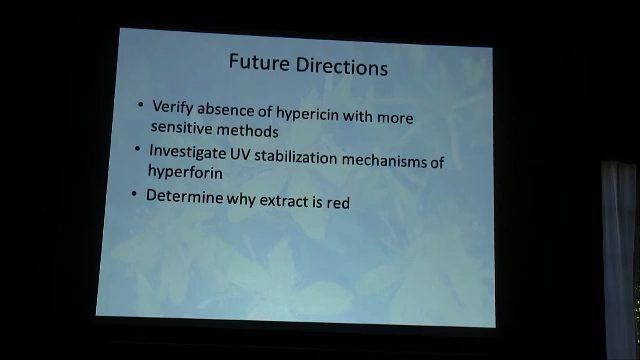 Future Directions
• Verify absence of hypericin with more
sensitive methods
• Investigate UV stabilization mechanisms of
hyperforin
• Determine why extract is red